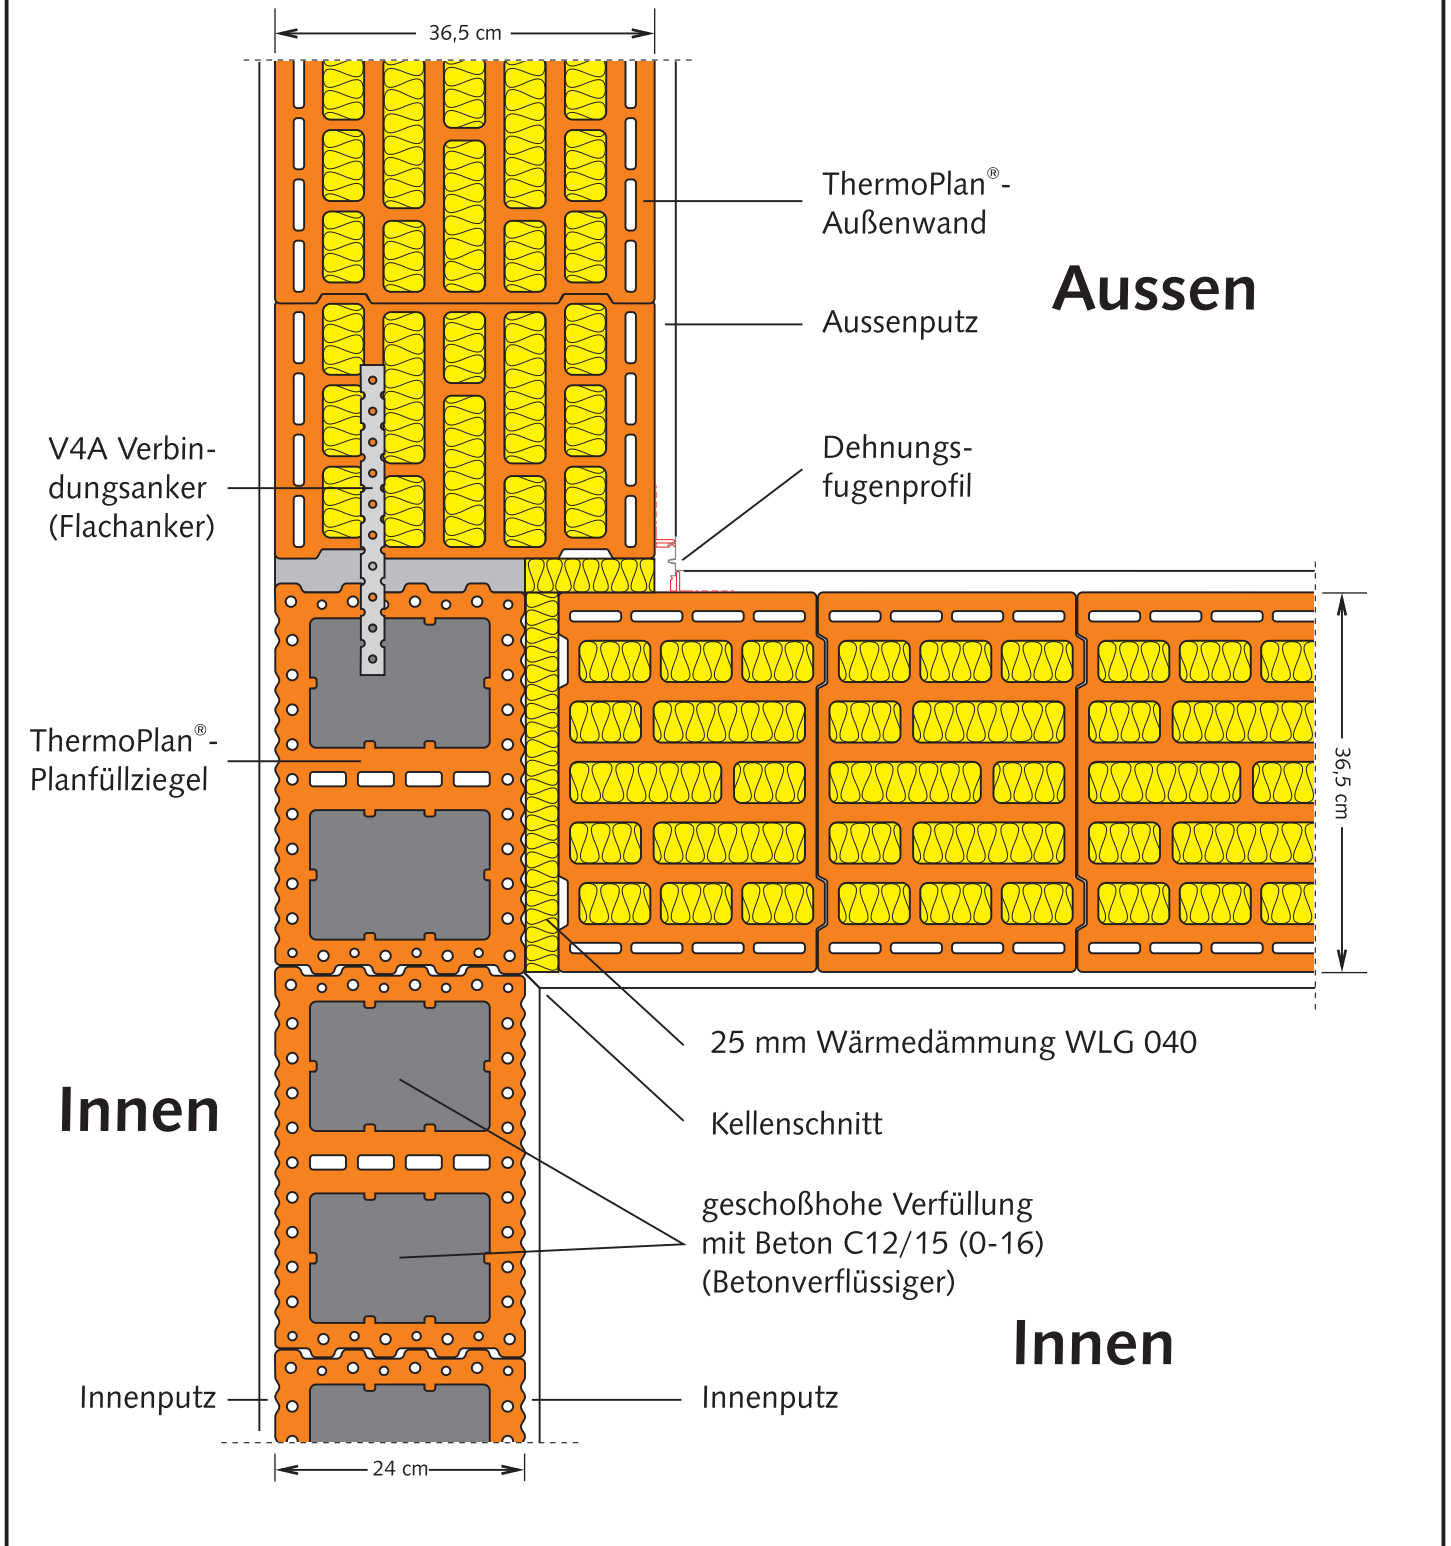 36,5 cm
ThermoPlan®-
Außenwand
Aussen
Aussenputz
V4A Verbin-
dungsanker
(Flachanker)
Dehnungs-
fugenprofil
ThermoPlan®-
Planfüllziegel
36,5 cm
25 mm Wärmedämmung WLG 040
Innen
Kellenschnitt
geschoßhohe Verfüllung
mit Beton C12/15 (0-16)
(Betonverflüssiger)
Innen
Innenputz
Innenputz
24 cm